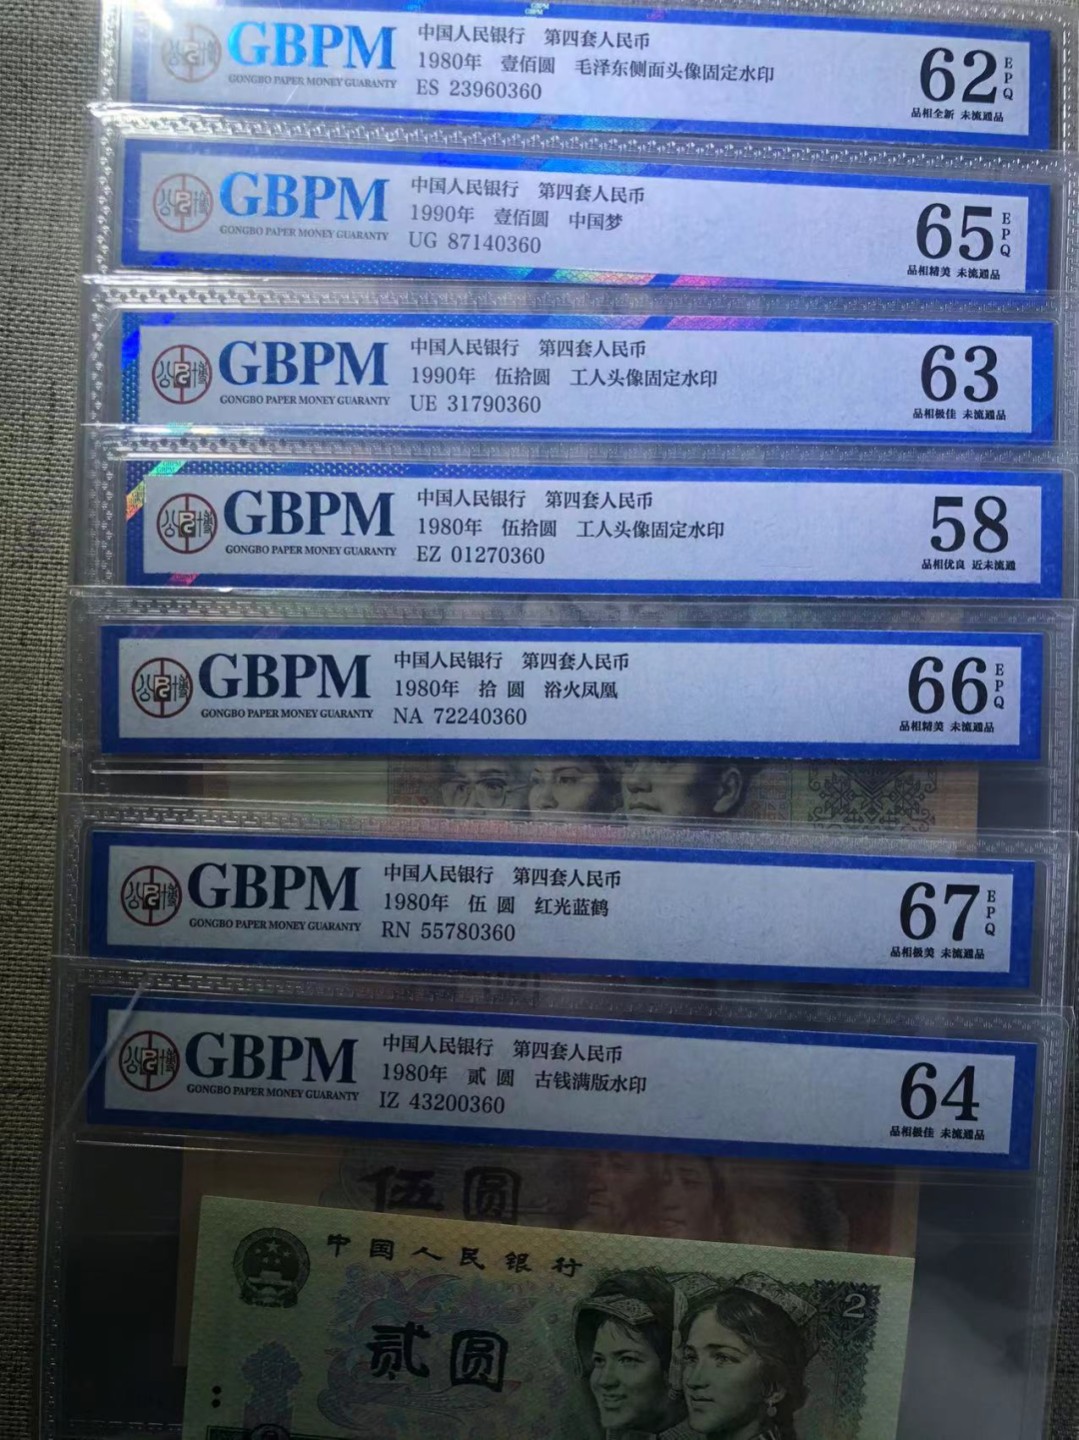 GBPM
GONGBO PAPER MONEY GUARANTY
中国人民银行 第四套人民币
1980年 壹佰圆 毛泽东侧面头像固定水印
ES 23960360
62 EPQ
品相全新 未流通品
GBPM
GONGBO PAPER MONEY GUARANTY
中国人民银行 第四套人民币
1990年 壹佰圆 中国梦
UG 87140360
65 EPQ
品相精美 未流通品
GBPM
GONGBO PAPER MONEY GUARANTY
中国人民银行 第四套人民币
1990年 伍拾圆 工人头像固定水印
UE 31790360
63
品相极佳 未流通品
GBPM
GONGBO PAPER MONEY GUARANTY
中国人民银行 第四套人民币
1980年 伍拾圆 工人头像固定水印
EZ 01270360
58
品相优良 近未流通
GBPM
GONGBO PAPER MONEY GUARANTY
中国人民银行 第四套人民币
1980年 拾 圆 浴火凤凰
NA 72240360
66 EPQ
品相精美 未流通品
GBPM
GONGBO PAPER MONEY GUARANTY
中国人民银行 第四套人民币
1980年 伍 圆 红光蓝鹤
RN 55780360
67 EPQ
品相极美 未流通品
GBPM
GONGBO PAPER MONEY GUARANTY
中国人民银行 第四套人民币
1980年 贰 圆 古钱满版水印
IZ 43200360
64
品相极佳 未流通品
伍圆
中国人民银行
2
贰圆